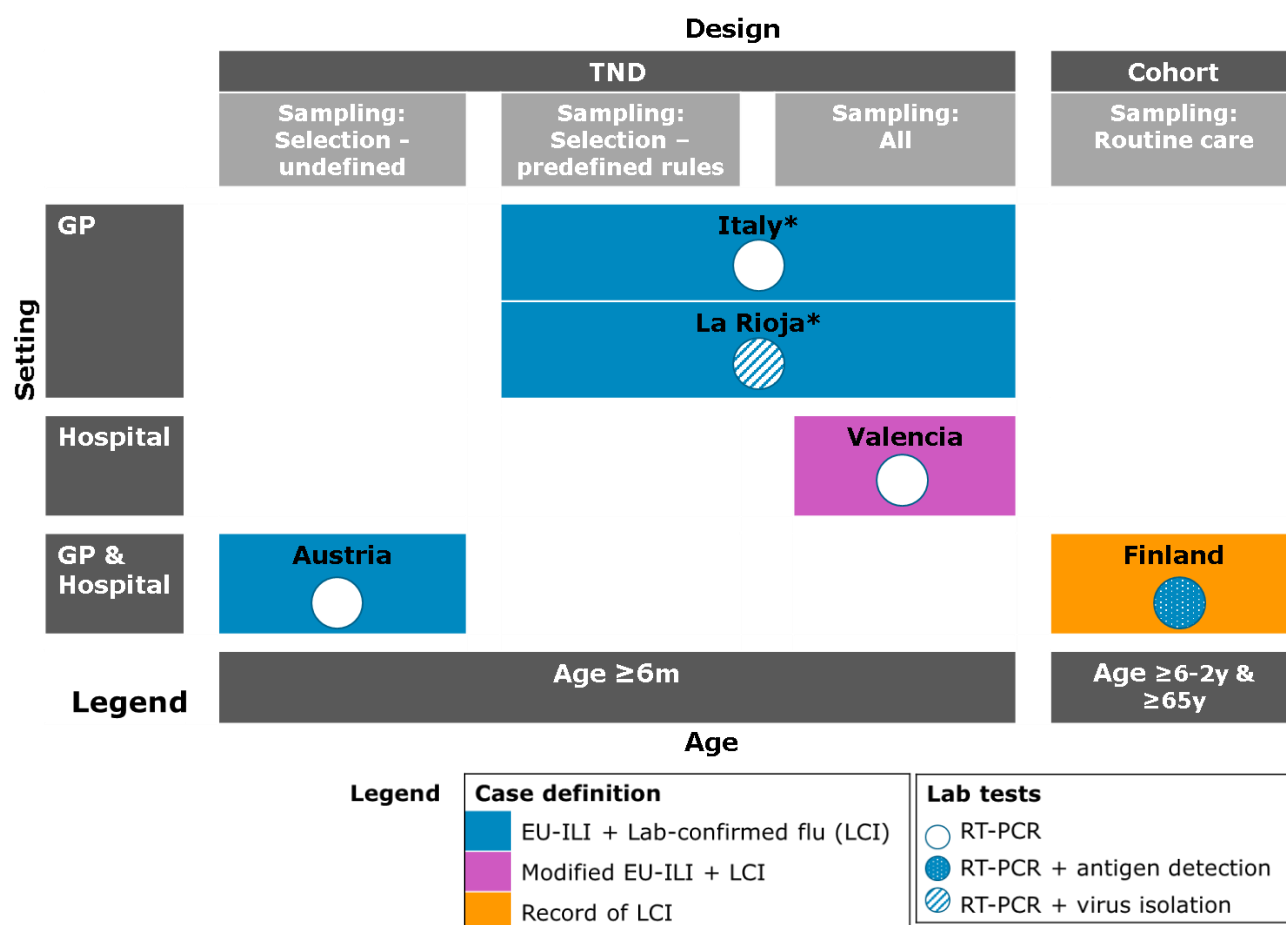 Design
TND
Cohort
Sampling:
Selection -
undefined
Sampling:
Selection –
predefined rules
Sampling:
All
Sampling:
Routine care
Setting
GP
Italy*
La Rioja*
Hospital
Valencia
GP &
Hospital
Austria
Finland
Legend
Age ≥6m
Age ≥6-2y &
≥65y
Age
Legend
Case definition
EU-ILI + Lab-confirmed flu (LCI)
Modified EU-ILI + LCI
Record of LCI
Lab tests
RT-PCR
RT-PCR + antigen detection
RT-PCR + virus isolation